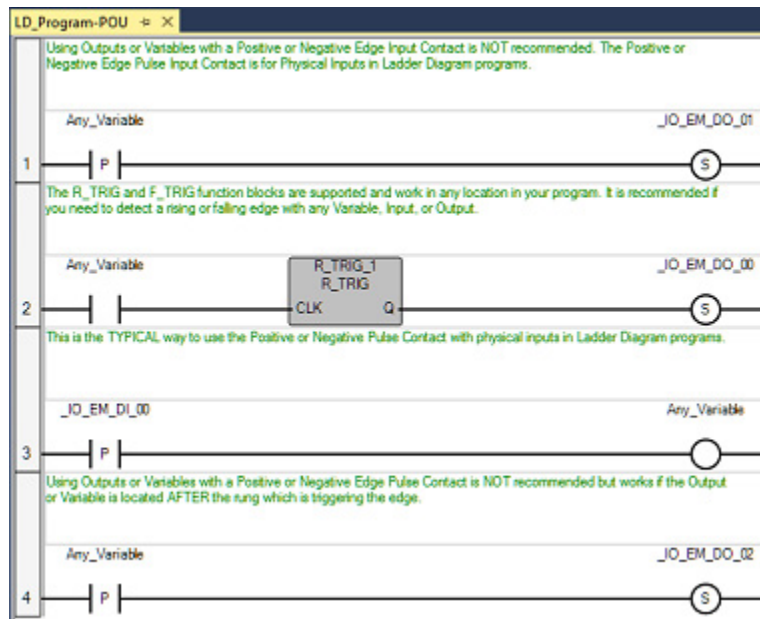 LD_Program-POU
Using Outputs or Variables with a Positive or Negative Edge Input Contact is NOT recommended. The Positive or
Negative Edge Pulse Input Contact is for Physical Inputs in Ladder Diagram programs.
Any_Variable _IO_EM_DO_01
1 P S
The R_TRIG and F_TRIG function blocks are supported and work in any location in your program. It is recommended if
you need to detect a rising or falling edge with any Variable, Input, or Output.
Any_Variable R_TRIG_1 _IO_EM_DO_00
R_TRIG
2 CLK Q S
This is the TYPICAL way to use the Positive or Negative Pulse Contact with physical inputs in Ladder Diagram programs.
_IO_EM_DI_00 Any_Variable
3 P
Using Outputs or Variables with a Positive or Negative Edge Pulse Contact is NOT recommended but works if the Output
or Variable is located AFTER the rung which is triggering the edge.
Any_Variable _IO_EM_DO_02
4 P S